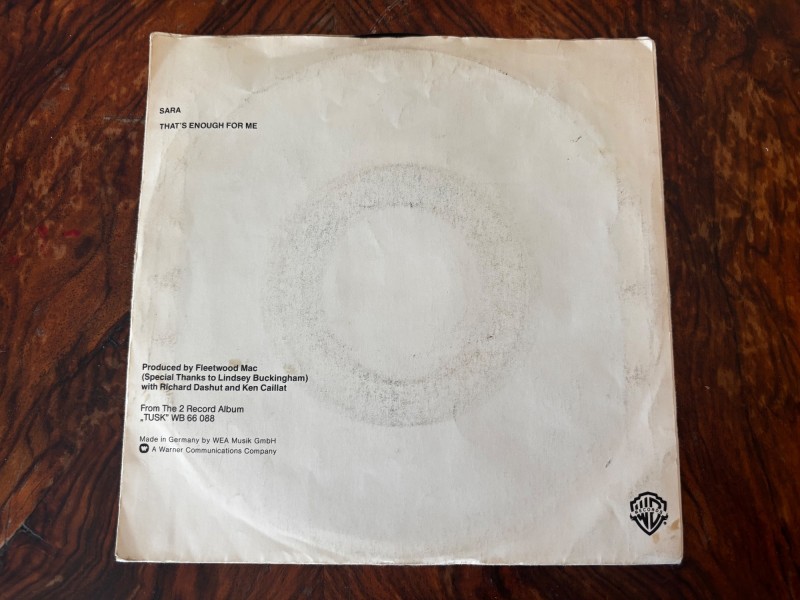 SARA
THAT'S ENOUGH FOR ME
Produced by Fleetwood Mac
(Special Thanks to Lindsey Buckingham)
with Richard Dashut and Ken Caillat
From The 2 Record Album
„TUSK" WB 66 088
Made in Germany by WEA Musik GmbH
A Warner Communications Company
RECORDS
WB
®